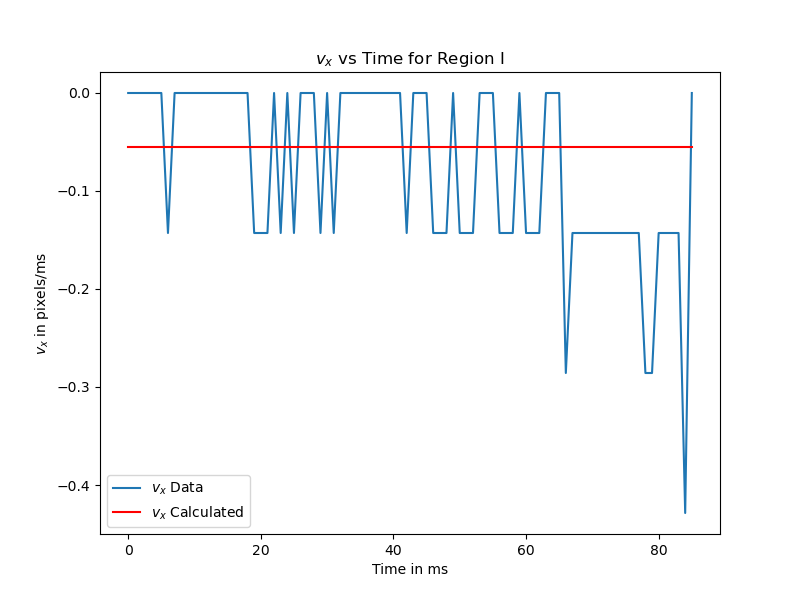 v_x vs Time for Region I
0.0
−0.1
−0.2
−0.3
−0.4
v_x in pixels/ms
v_x Data
v_x Calculated
0 20 40 60 80
Time in ms